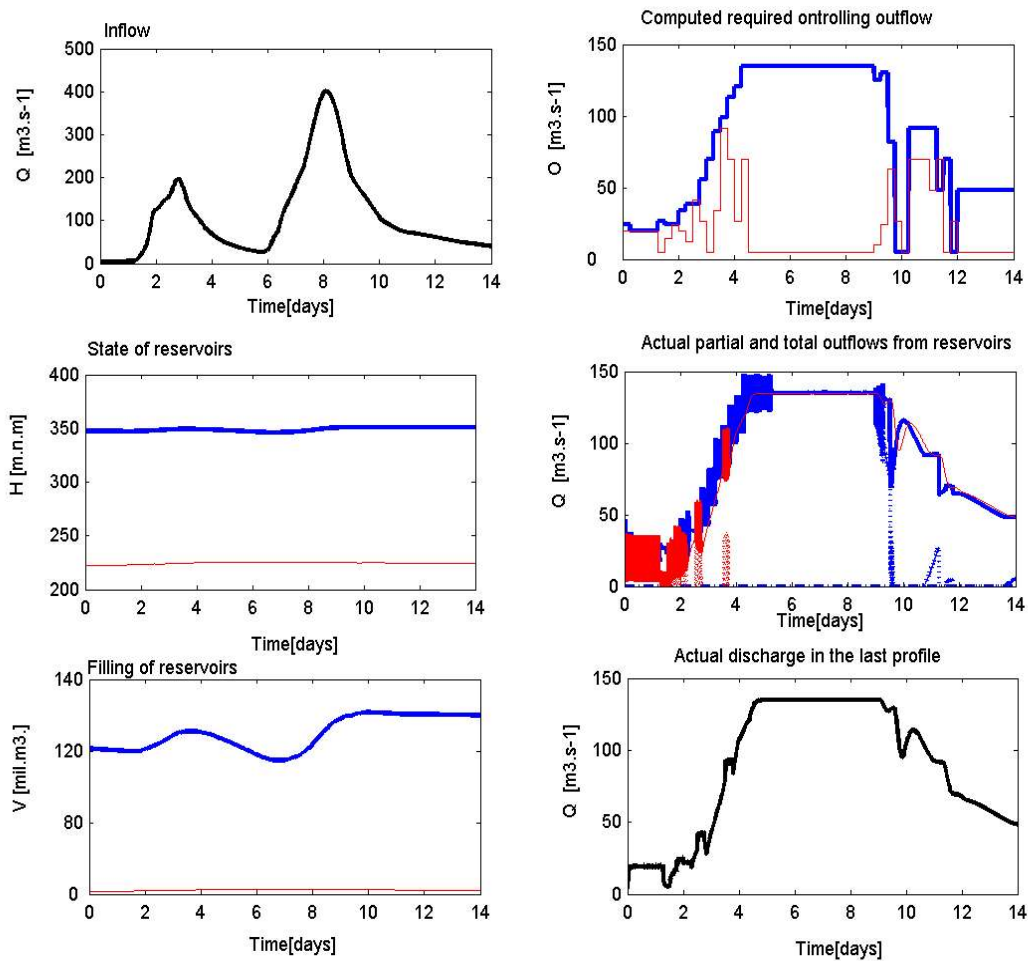 Inflow
500
400
300
200
100
0
Q [m3.s-1]
0 2 4 6 8 10 12 14
Time[days]
Computed required ontrolling outflow
150
100
50
0
O [m3.s-1]
0 2 4 6 8 10 12 14
Time[days]
State of reservoirs
400
350
300
250
200
H [m.n.m]
0 2 4 6 8 10 12 14
Time[days]
Actual partial and total outflows from reservoirs
150
100
50
0
Q [m3.s-1]
0 2 4 6 8 10 12 14
Time[days]
Filling of reservoirs
140
120
80
0
V [mil.m3.]
0 2 4 6 8 10 12 14
Time[days]
Actual discharge in the last profile
150
100
50
0
Q [m3.s-1]
0 2 4 6 8 10 12 14
Time[days]